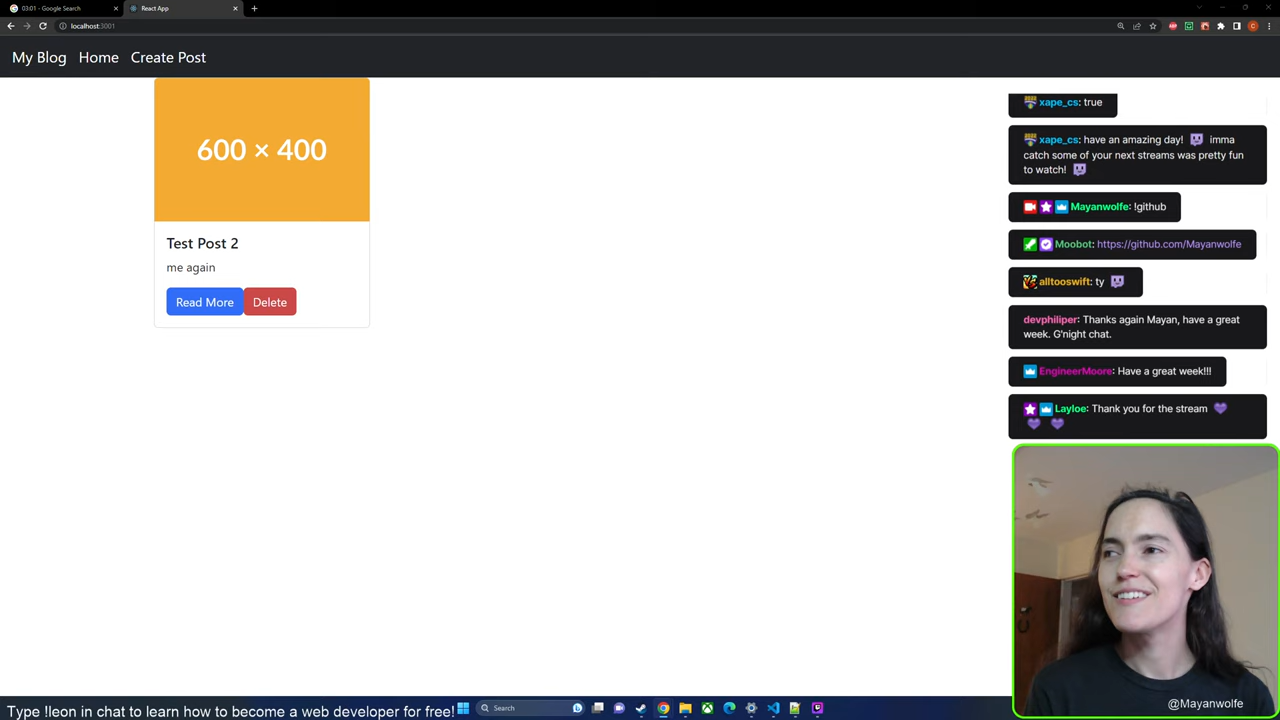 03:01 - Google Search
React App
localhost:3001
My Blog Home Create Post
600 × 400
Test Post 2
me again
Read More Delete
xape_cs: true
xape_cs: have an amazing day! imma
catch some of your next streams was pretty fun
to watch!
Mayanwolfe: !github
Moobot: https://github.com/Mayanwolfe
alltooswift: ty
devphiliper: Thanks again Mayan, have a great
week. G'night chat.
EngineerMoore: Have a great week!!!
Layloe: Thank you for the stream
@Mayanwolfe
Type !leon in chat to learn how to become a web developer for free!
Search